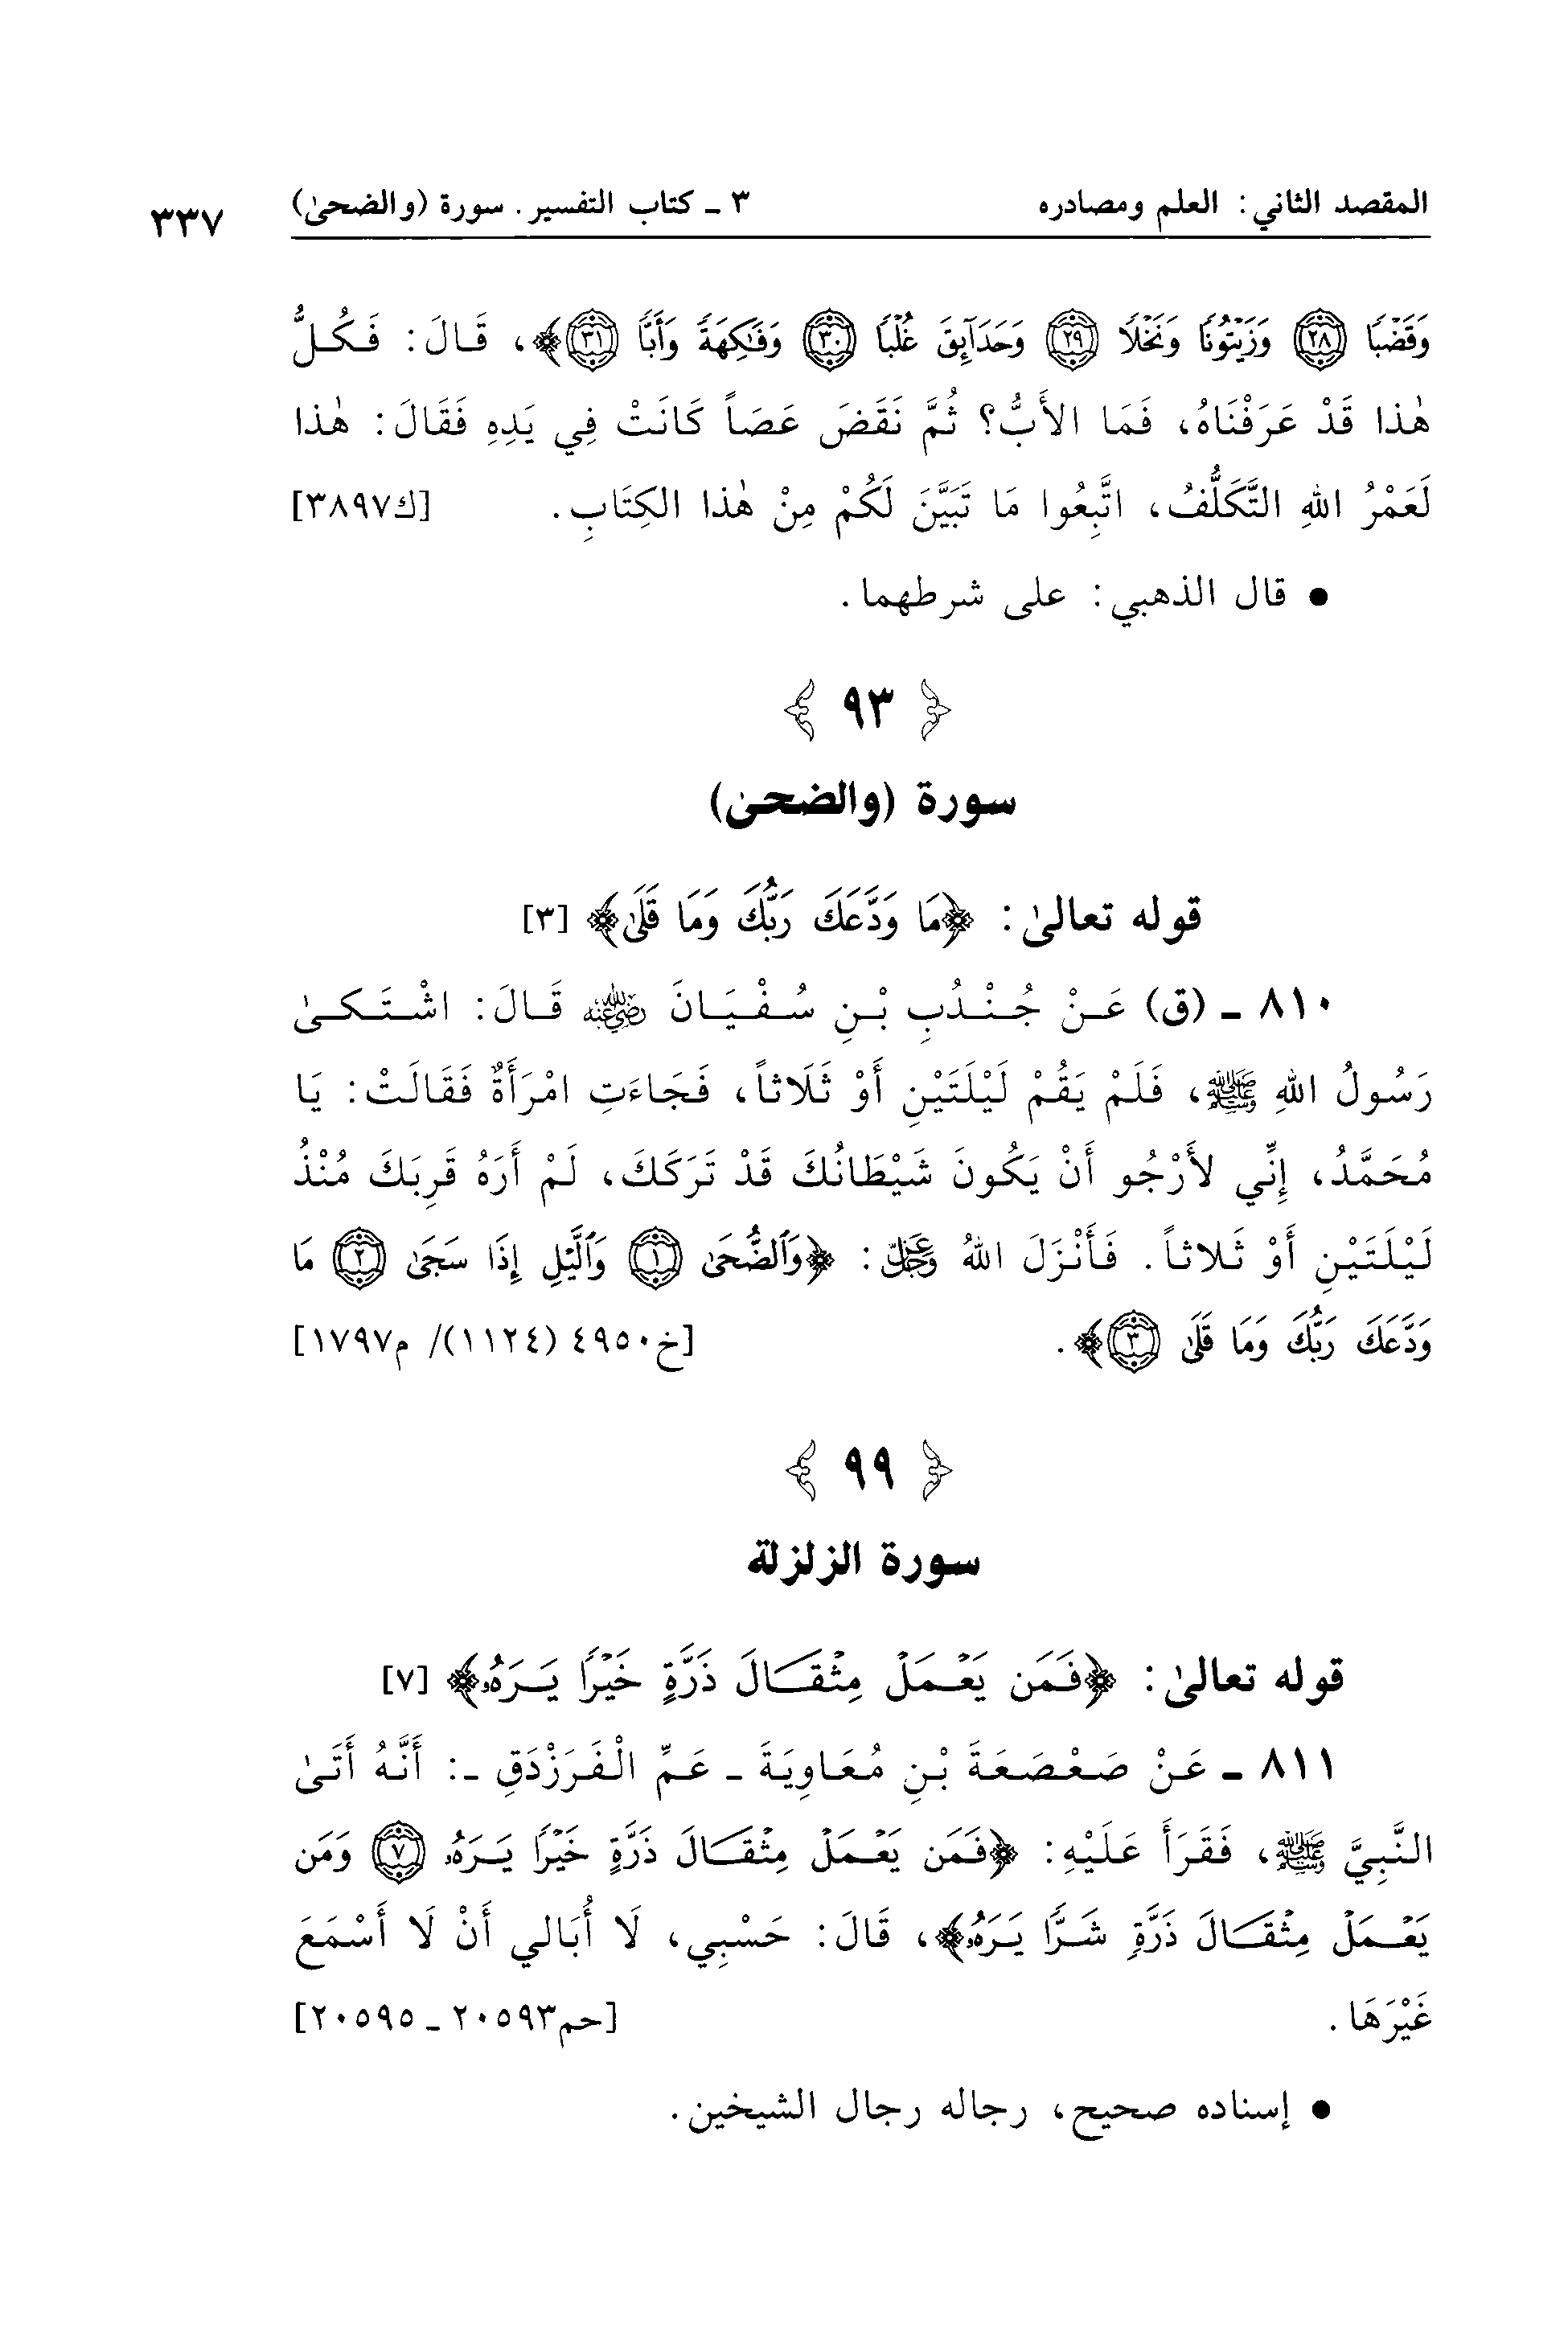 المقصد الثاني: العلم ومصادره ٣ ـ كتاب التفسير. سورة (والضحىٰ) ٣٣٧
وَقَضْبًا ﴿٢٨﴾ وَزَيْتُونًا وَنَخْلًا ﴿٢٩﴾ وَحَدَآئِقَ غُلْبًا ﴿٣٠﴾ وَفَٰكِهَةً وَأَبًّا ﴿٣١﴾﴾، قَالَ: فَكُلُّ
هٰذا قَدْ عَرَفْنَاهُ، فَمَا الأَبُّ؟ ثُمَّ نَقَضَ عَصَاً كَانَتْ فِي يَدِهِ فَقَالَ: هٰذا
لَعَمْرُ اللهِ التَّكَلُّفُ، اتَّبِعُوا مَا تَبَيَّنَ لَكُمْ مِنْ هٰذا الكِتَابِ. [ك٣٨٩٧]
● قال الذهبي: على شرطهما.
﴿ ٩٣ ﴾
سورة (والضحىٰ)
قوله تعالىٰ: ﴿مَا وَدَّعَكَ رَبُّكَ وَمَا قَلَىٰ﴾ [٣]
٨١٠ ـ (ق) عَنْ جُنْدُبِ بْنِ سُفْيَانَ رضي الله عنه قَالَ: اشْتَكىٰ
رَسُولُ اللهِ ﷺ، فَلَمْ يَقُمْ لَيْلَتَيْنِ أَوْ ثَلَاثاً، فَجَاءَتِ امْرَأَةٌ فَقَالَتْ: يَا
مُحَمَّدُ، إِنِّي لأَرْجُو أَنْ يَكُونَ شَيْطَانُكَ قَدْ تَرَكَكَ، لَمْ أَرَهُ قَرِبَكَ مُنْذُ
لَيْلَتَيْنِ أَوْ ثَلاثاً. فَأَنْزَلَ اللهُ عز وجل: ﴿وَٱلضُّحَىٰ ﴿١﴾ وَٱلَّيْلِ إِذَا سَجَىٰ ﴿٢﴾ مَا
وَدَّعَكَ رَبُّكَ وَمَا قَلَىٰ ﴿٣﴾﴾. [خ٤٩٥٠ (١١٢٤)/ م١٧٩٧]
﴿ ٩٩ ﴾
سورة الزلزلة
قوله تعالىٰ: ﴿فَمَن يَعْمَلْ مِثْقَالَ ذَرَّةٍ خَيْرًا يَرَهُۥ﴾ [٧]
٨١١ ـ عَنْ صَعْصَعَةَ بْنِ مُعَاوِيَةَ ـ عَمِّ الْفَرَزْدَقِ ـ: أَنَّهُ أَتَىٰ
النَّبِيَّ ﷺ، فَقَرَأَ عَلَيْهِ: ﴿فَمَن يَعْمَلْ مِثْقَالَ ذَرَّةٍ خَيْرًا يَرَهُۥ ﴿٧﴾ وَمَن
يَعْمَلْ مِثْقَالَ ذَرَّةٍ شَرًّا يَرَهُۥ﴾، قَالَ: حَسْبِي، لَا أُبَالي أَنْ لَا أَسْمَعَ
غَيْرَهَا. [حم٢٠٥٩٣ ـ ٢٠٥٩٥]
● إسناده صحيح، رجاله رجال الشيخين.